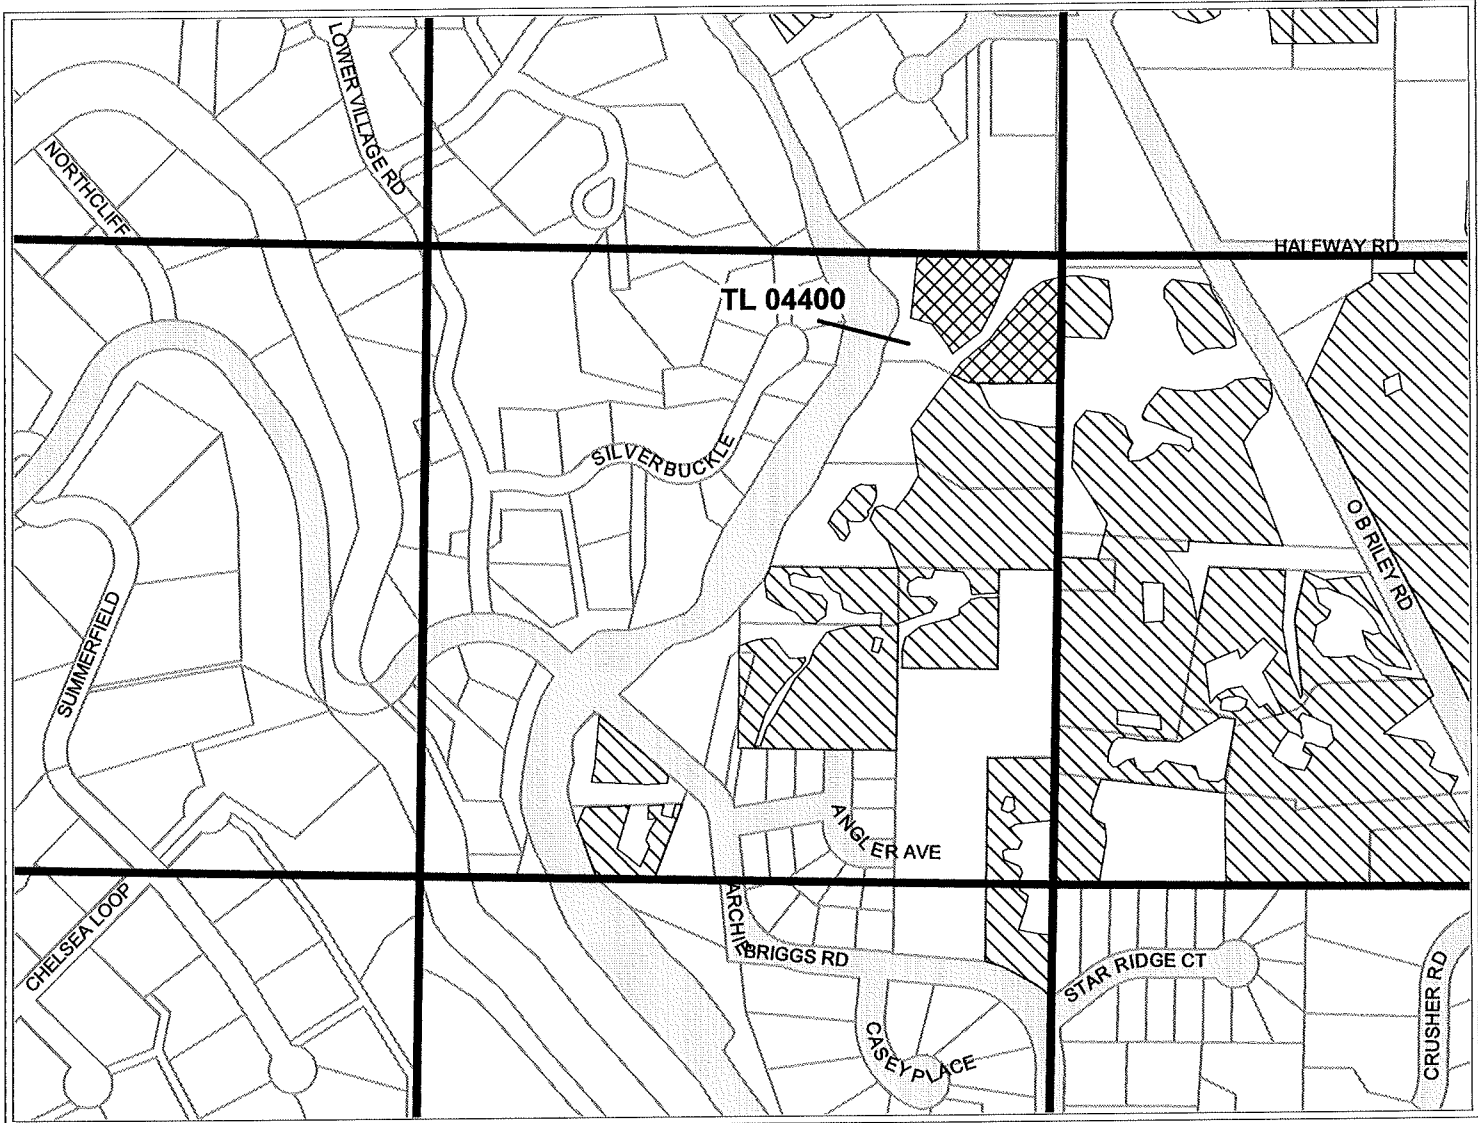 LOWER VILLAGE RD
NORTHCLIFF
HALFWAY RD
TL 04400
SILVERBUCKLE
O B RILEY RD
SUMMERFIELD
ANGLER AVE
CHELSEA LOOP
ARCHIE
BRIGGS RD
STAR RIDGE CT
CRUSHER RD
CASEY PLACE